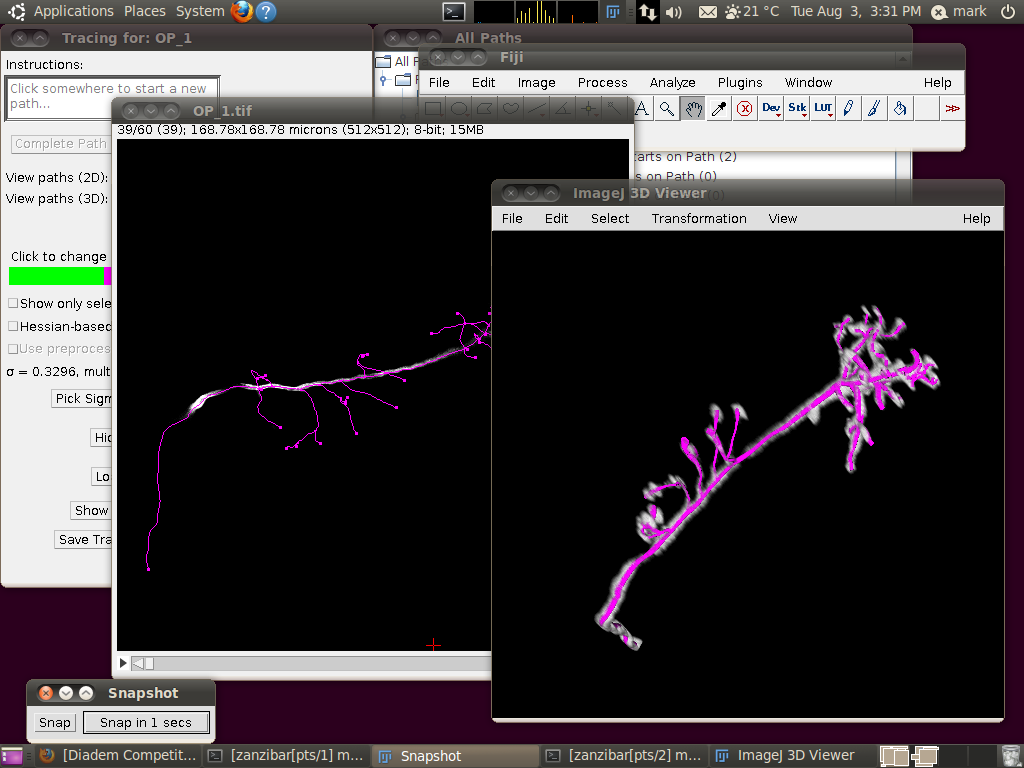 Applications Places System 21 °C Tue Aug 3, 3:31 PM mark
Tracing for: OP_1
All Paths
Fiji
Instructions:
All
File Edit Image Process Analyze Plugins Window Help
Click somewhere to start a new
path...
A Dev Stk LUT >>
OP_1.tif
39/60 (39); 168.78x168.78 microns (512x512); 8-bit; 15MB
Complete Path
arts on Path (2)
s on Path (0)
View paths (2D):
View paths (3D):
ImageJ 3D Viewer
File Edit Select Transformation View Help
Click to change
Show only sele
Hessian-based
Use preproces
σ = 0.3296, mult
Pick Sigm
Hid
Lo
Show
Save Tra
Snapshot
Snap Snap in 1 secs
[Diadem Competit... [zanzibar[pts/1] m... Snapshot [zanzibar[pts/2] m... ImageJ 3D Viewer